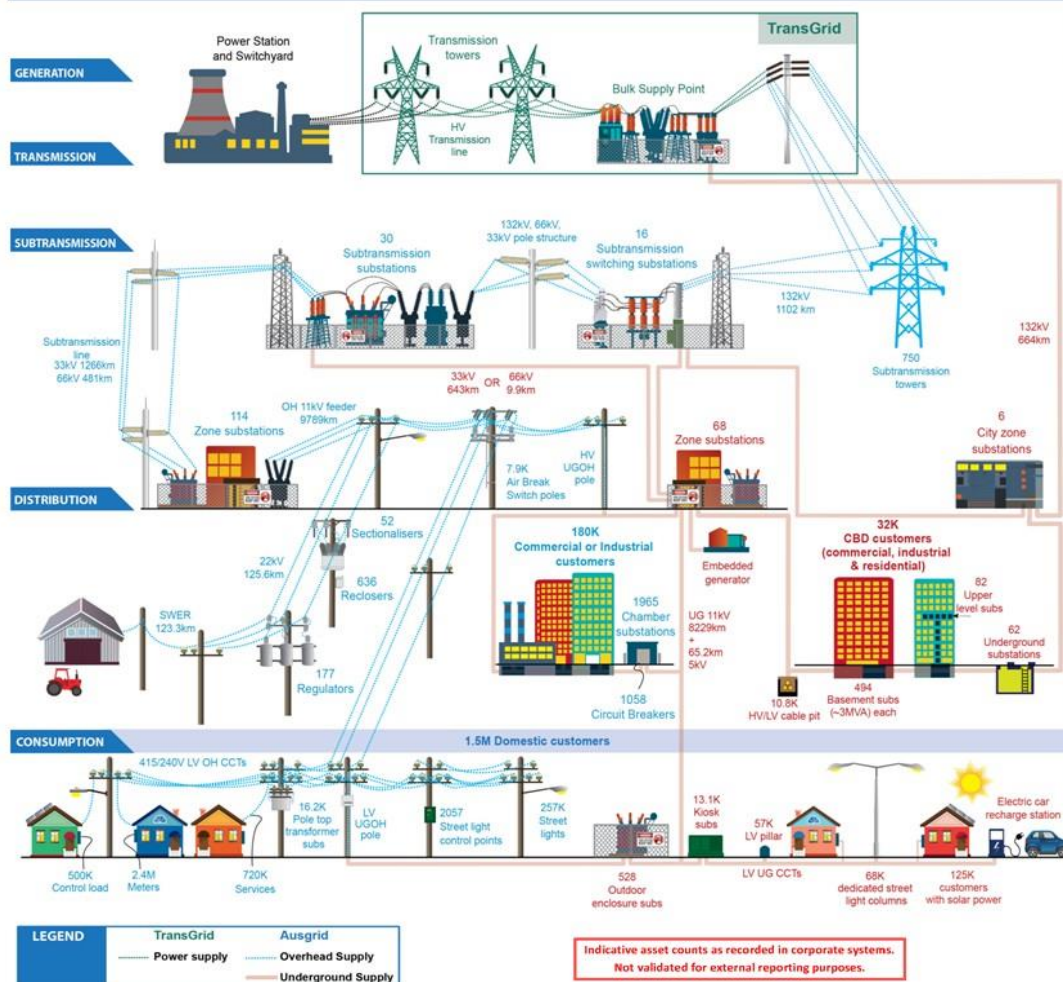 TransGrid
Power Station
and Switchyard
Transmission
towers
GENERATION
Bulk Supply Point
HV
Transmission
line
TRANSMISSION
SUBTRANSMISSION
30
Subtransmission
substations
132kV, 66kV,
33kV pole structure
16
Subtransmission
switching substations
132kV
1102 km
132kV
664km
Subtransmission
line
33kV 1266km
66kV 481km
750
Subtransmission
towers
33kV
643km
OR
66kV
9.9km
114
Zone substations
OH 11kV feeder
9789km
7.9K
Air Break
Switch poles
HV
UGOH
pole
68
Zone substations
6
City zone
substations
DISTRIBUTION
52
Sectionalisers
22kV
125.6km
636
Reclosers
180K
Commercial or Industrial
customers
Embedded
generator
32K
CBD customers
(commercial, industrial
& residential)
82
Upper
level subs
SWER
123.3km
1965
Chamber
substations
UG 11kV
8229km
+
65.2km
5kV
62
Underground
substations
177
Regulators
1058
Circuit Breakers
10.8K
HV/LV cable pit
494
Basement subs
(~3MVA) each
CONSUMPTION
1.5M Domestic customers
415/240V LV OH CCTs
16.2K
Pole top
transformer
subs
LV
UGOH
pole
2057
Street light
control points
257K
Street
lights
13.1K
Kiosk
subs
57K
LV pillar
Electric car
recharge station
500K
Control load
2.4M
Meters
720K
Services
528
Outdoor
enclosure subs
LV UG CCTs
68K
dedicated street
light columns
125K
customers
with solar power
LEGEND
TransGrid
Power supply
Ausgrid
Overhead Supply
Underground Supply
Indicative asset counts as recorded in corporate systems.
Not validated for external reporting purposes.